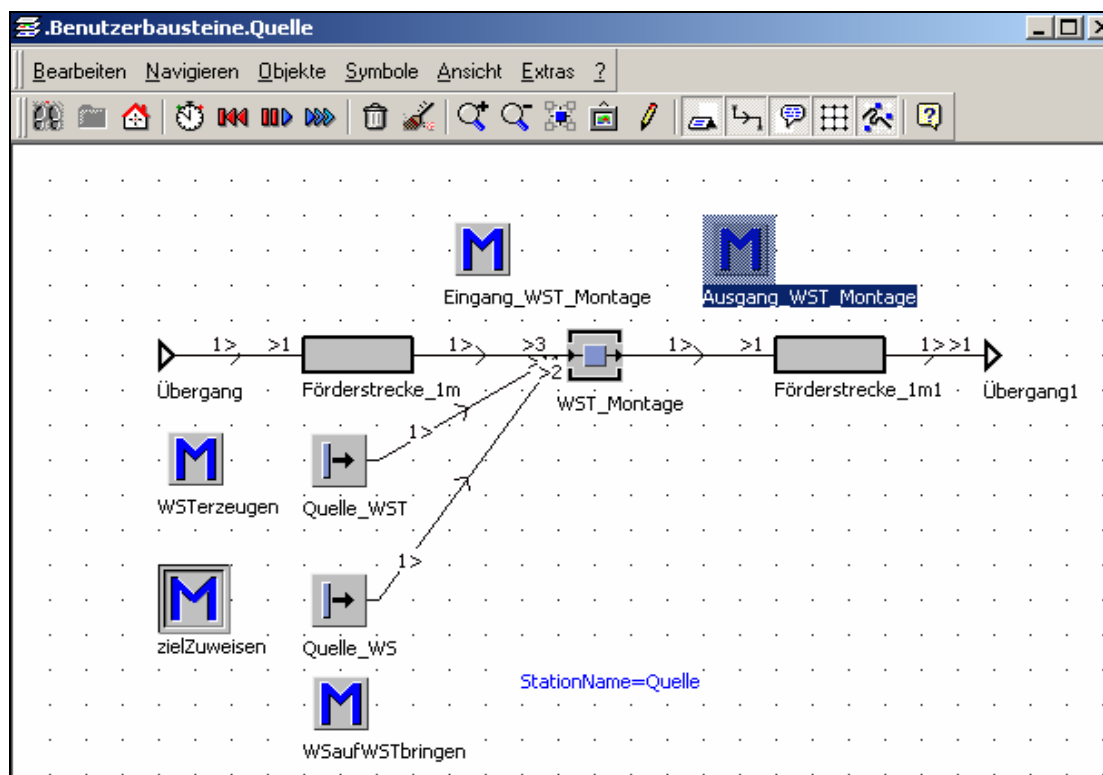 .Benutzerbausteine.Quelle
Bearbeiten Navigieren Objekte Symbole Ansicht Extras ?
M M
Eingang_WST_Montage Ausgang_WST_Montage
1> >1 1> >3 1> >1 1> >1
>2
Übergang Förderstrecke_1m WST_Montage Förderstrecke_1m1 Übergang1
1>
M
WSTerzeugen Quelle_WST
1>
M
zielZuweisen Quelle_WS
StationName=Quelle
M
WSaufWSTbringen